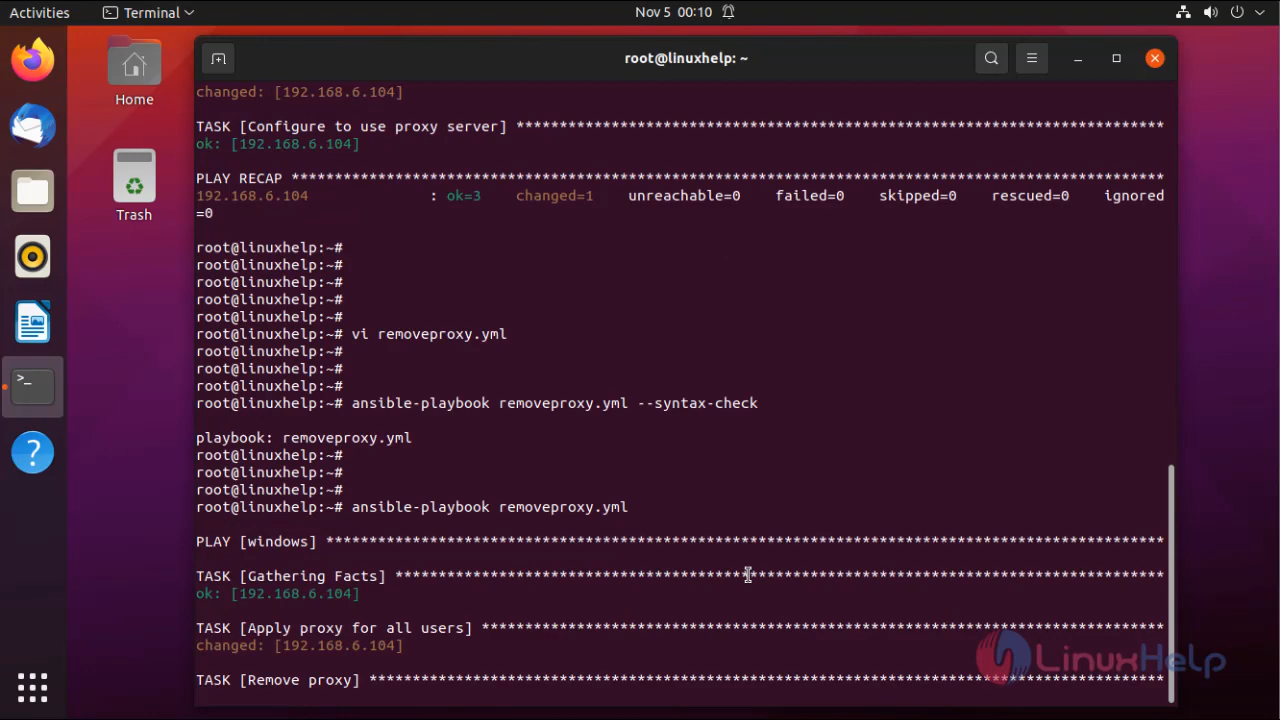 Activities
Terminal
Nov 5 00:10
Home
Trash
root@linuxhelp: ~
changed: [192.168.6.104]
TASK [Configure to use proxy server] ***************************************************************************
ok: [192.168.6.104]
PLAY RECAP *****************************************************************************************************
192.168.6.104 : ok=3 changed=1 unreachable=0 failed=0 skipped=0 rescued=0 ignored
=0
root@linuxhelp:~#
root@linuxhelp:~#
root@linuxhelp:~#
root@linuxhelp:~#
root@linuxhelp:~#
root@linuxhelp:~# vi removeproxy.yml
root@linuxhelp:~#
root@linuxhelp:~#
root@linuxhelp:~#
root@linuxhelp:~# ansible-playbook removeproxy.yml --syntax-check
playbook: removeproxy.yml
root@linuxhelp:~#
root@linuxhelp:~#
root@linuxhelp:~#
root@linuxhelp:~# ansible-playbook removeproxy.yml
PLAY [windows] *************************************************************************************************
TASK [Gathering Facts] *****************************************************************************************
ok: [192.168.6.104]
TASK [Apply proxy for all users] *******************************************************************************
changed: [192.168.6.104]
TASK [Remove proxy] ********************************************************************************************
LinuxHelp